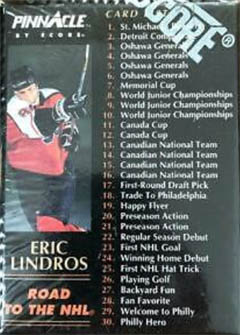 PINNACLE
BY SCORE
CARD
SCORE®
1. St. Michael's
2. Detroit
3. Oshawa Generals
4. Oshawa Generals
5. Oshawa Generals
6. Oshawa Generals
7. Memorial Cup
8. World Junior Championships
9. World Junior Championships
10. World Junior Championships
11. Canada Cup
12. Canada Cup
13. Canadian National Team
14. Canadian National Team
15. Canadian National Team
16. Canadian National Team
17. First-Round Draft Pick
18. Trade To Philadelphia
19. Happy Flyer
20. Preseason Action
21. Preseason Action
22. Regular Season Debut
23. First NHL Goal
24. Winning Home Debut
25. First NHL Hat Trick
26. Playing Golf
27. Backyard Fun
28. Fan Favorite
29. Welcome to Philly
30. Philly Hero
ERIC
LINDROS
ROAD
TO THE NHL